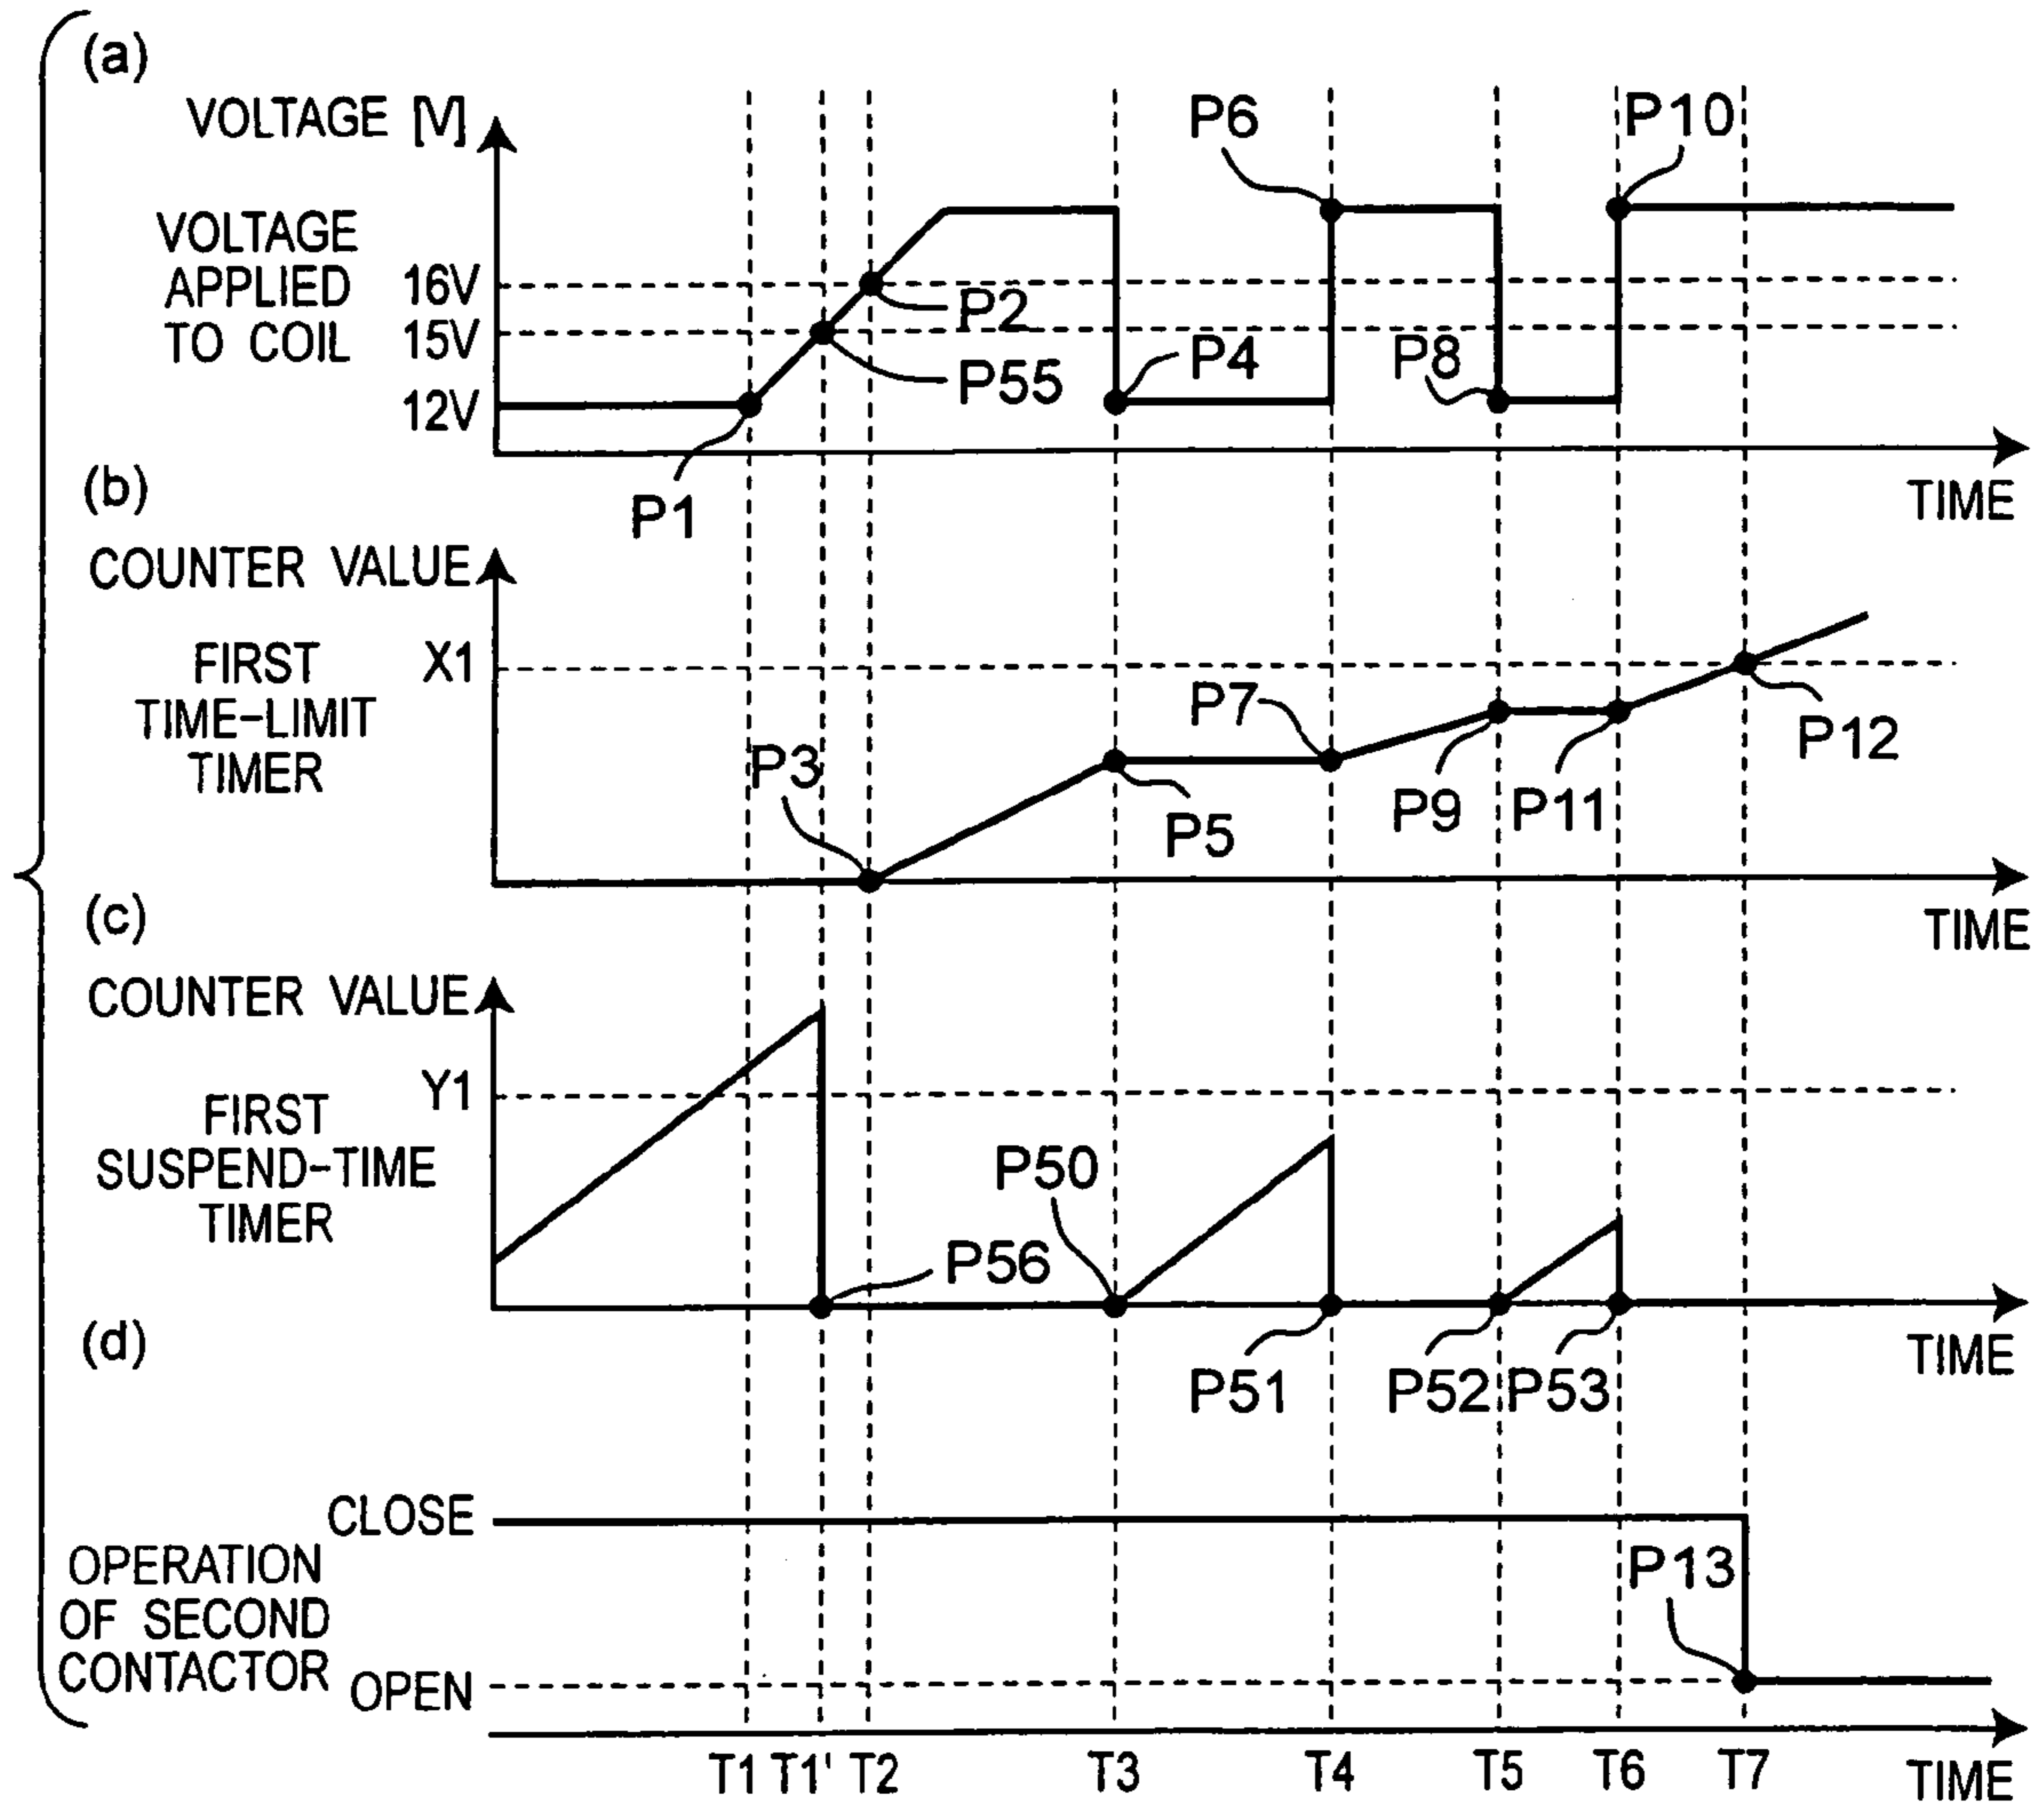 (a)
VOLTAGE [V]
P6
P10
VOLTAGE
APPLIED
TO COIL
16V
15V
12V
P2
P55
P4
P8
P1
TIME
(b)
COUNTER VALUE
X1
FIRST
TIME-LIMIT
TIMER
P3
P7
P5
P9
P11
P12
TIME
(c)
COUNTER VALUE
Y1
FIRST
SUSPEND-TIME
TIMER
P50
P56
P51
P52
P53
TIME
(d)
CLOSE
OPERATION
OF SECOND
CONTACTOR
OPEN
P13
T1 T1' T2 T3 T4 T5 T6 T7 TIME